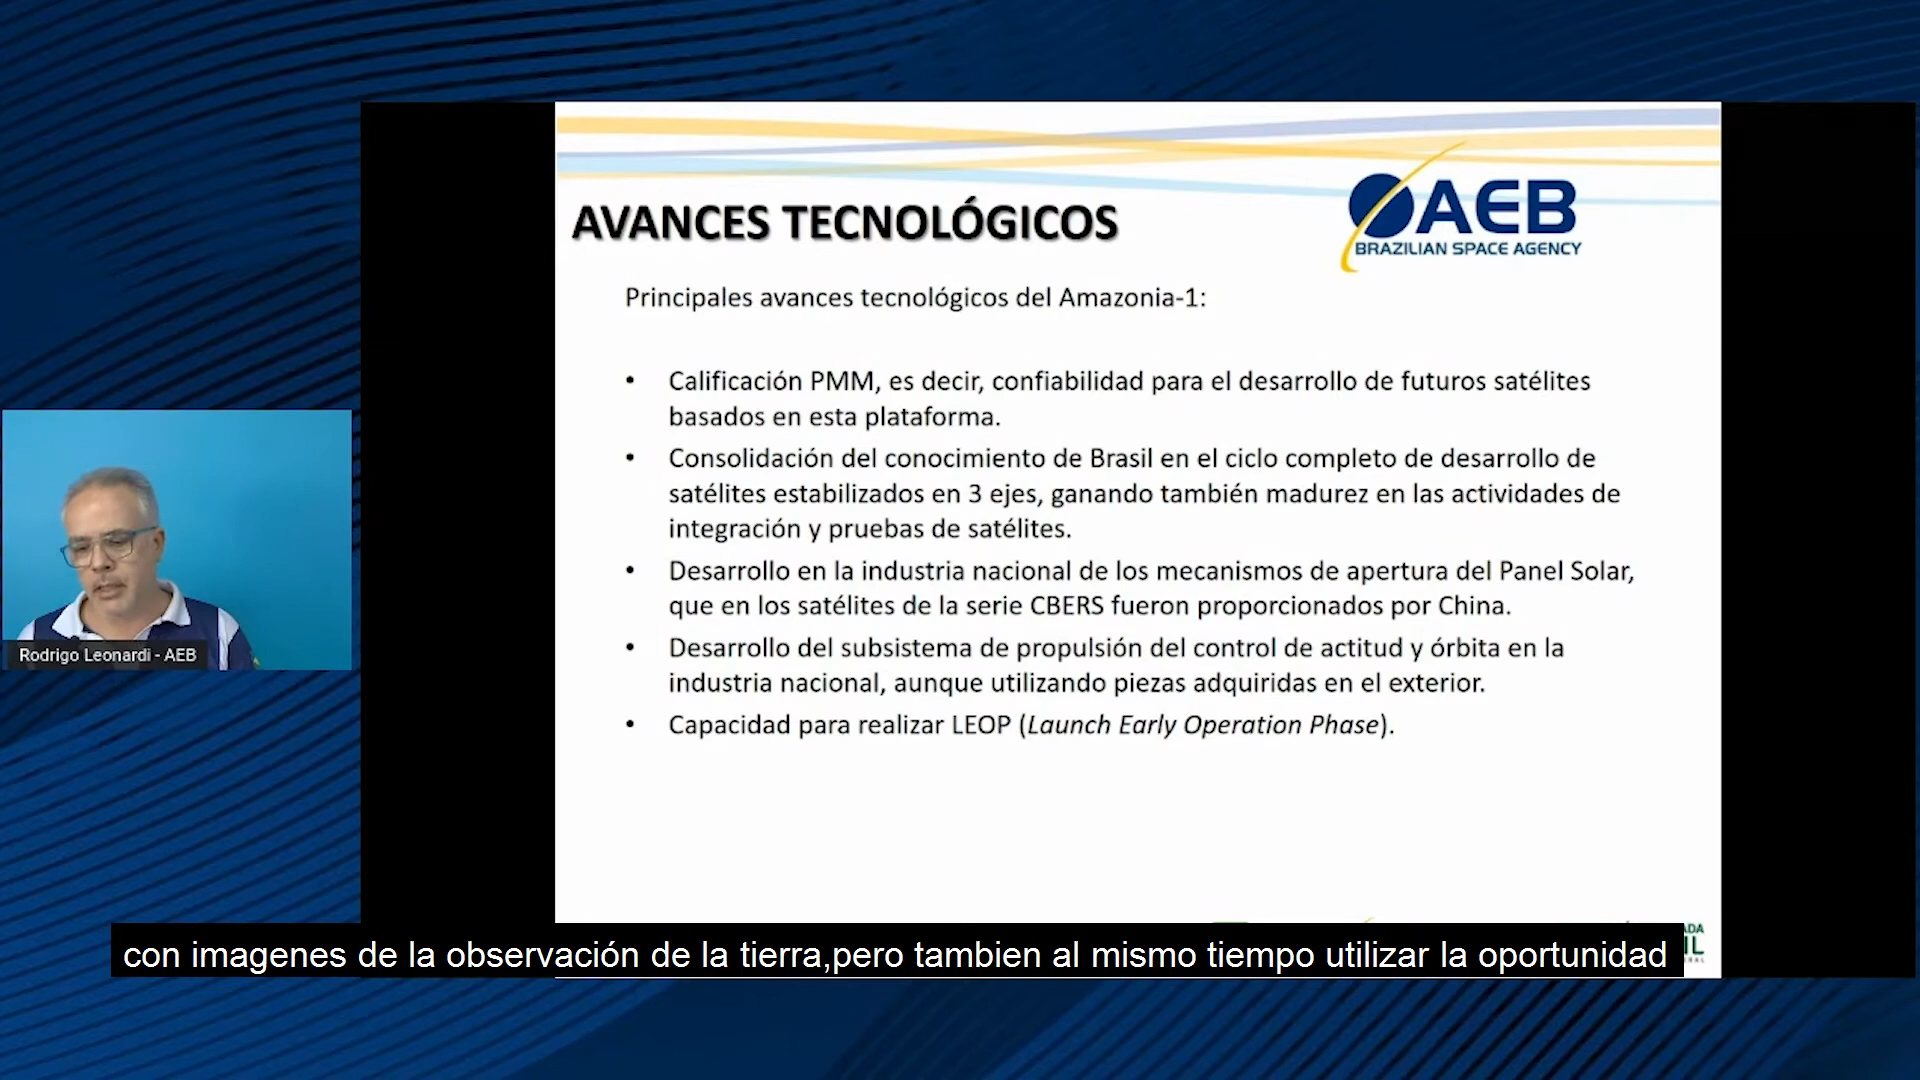 AEB
BRAZILIAN SPACE AGENCY
AVANCES TECNOLÓGICOS
Principales avances tecnológicos del Amazonia-1:
• Calificación PMM, es decir, confiabilidad para el desarrollo de futuros satélites
basados en esta plataforma.
• Consolidación del conocimiento de Brasil en el ciclo completo de desarrollo de
satélites estabilizados en 3 ejes, ganando también madurez en las actividades de
integración y pruebas de satélites.
• Desarrollo en la industria nacional de los mecanismos de apertura del Panel Solar,
que en los satélites de la serie CBERS fueron proporcionados por China.
• Desarrollo del subsistema de propulsión del control de actitud y órbita en la
industria nacional, aunque utilizando piezas adquiridas en el exterior.
• Capacidad para realizar LEOP (Launch Early Operation Phase).
Rodrigo Leonardi - AEB
con imagenes de la observación de la tierra,pero tambien al mismo tiempo utilizar la oportunidad